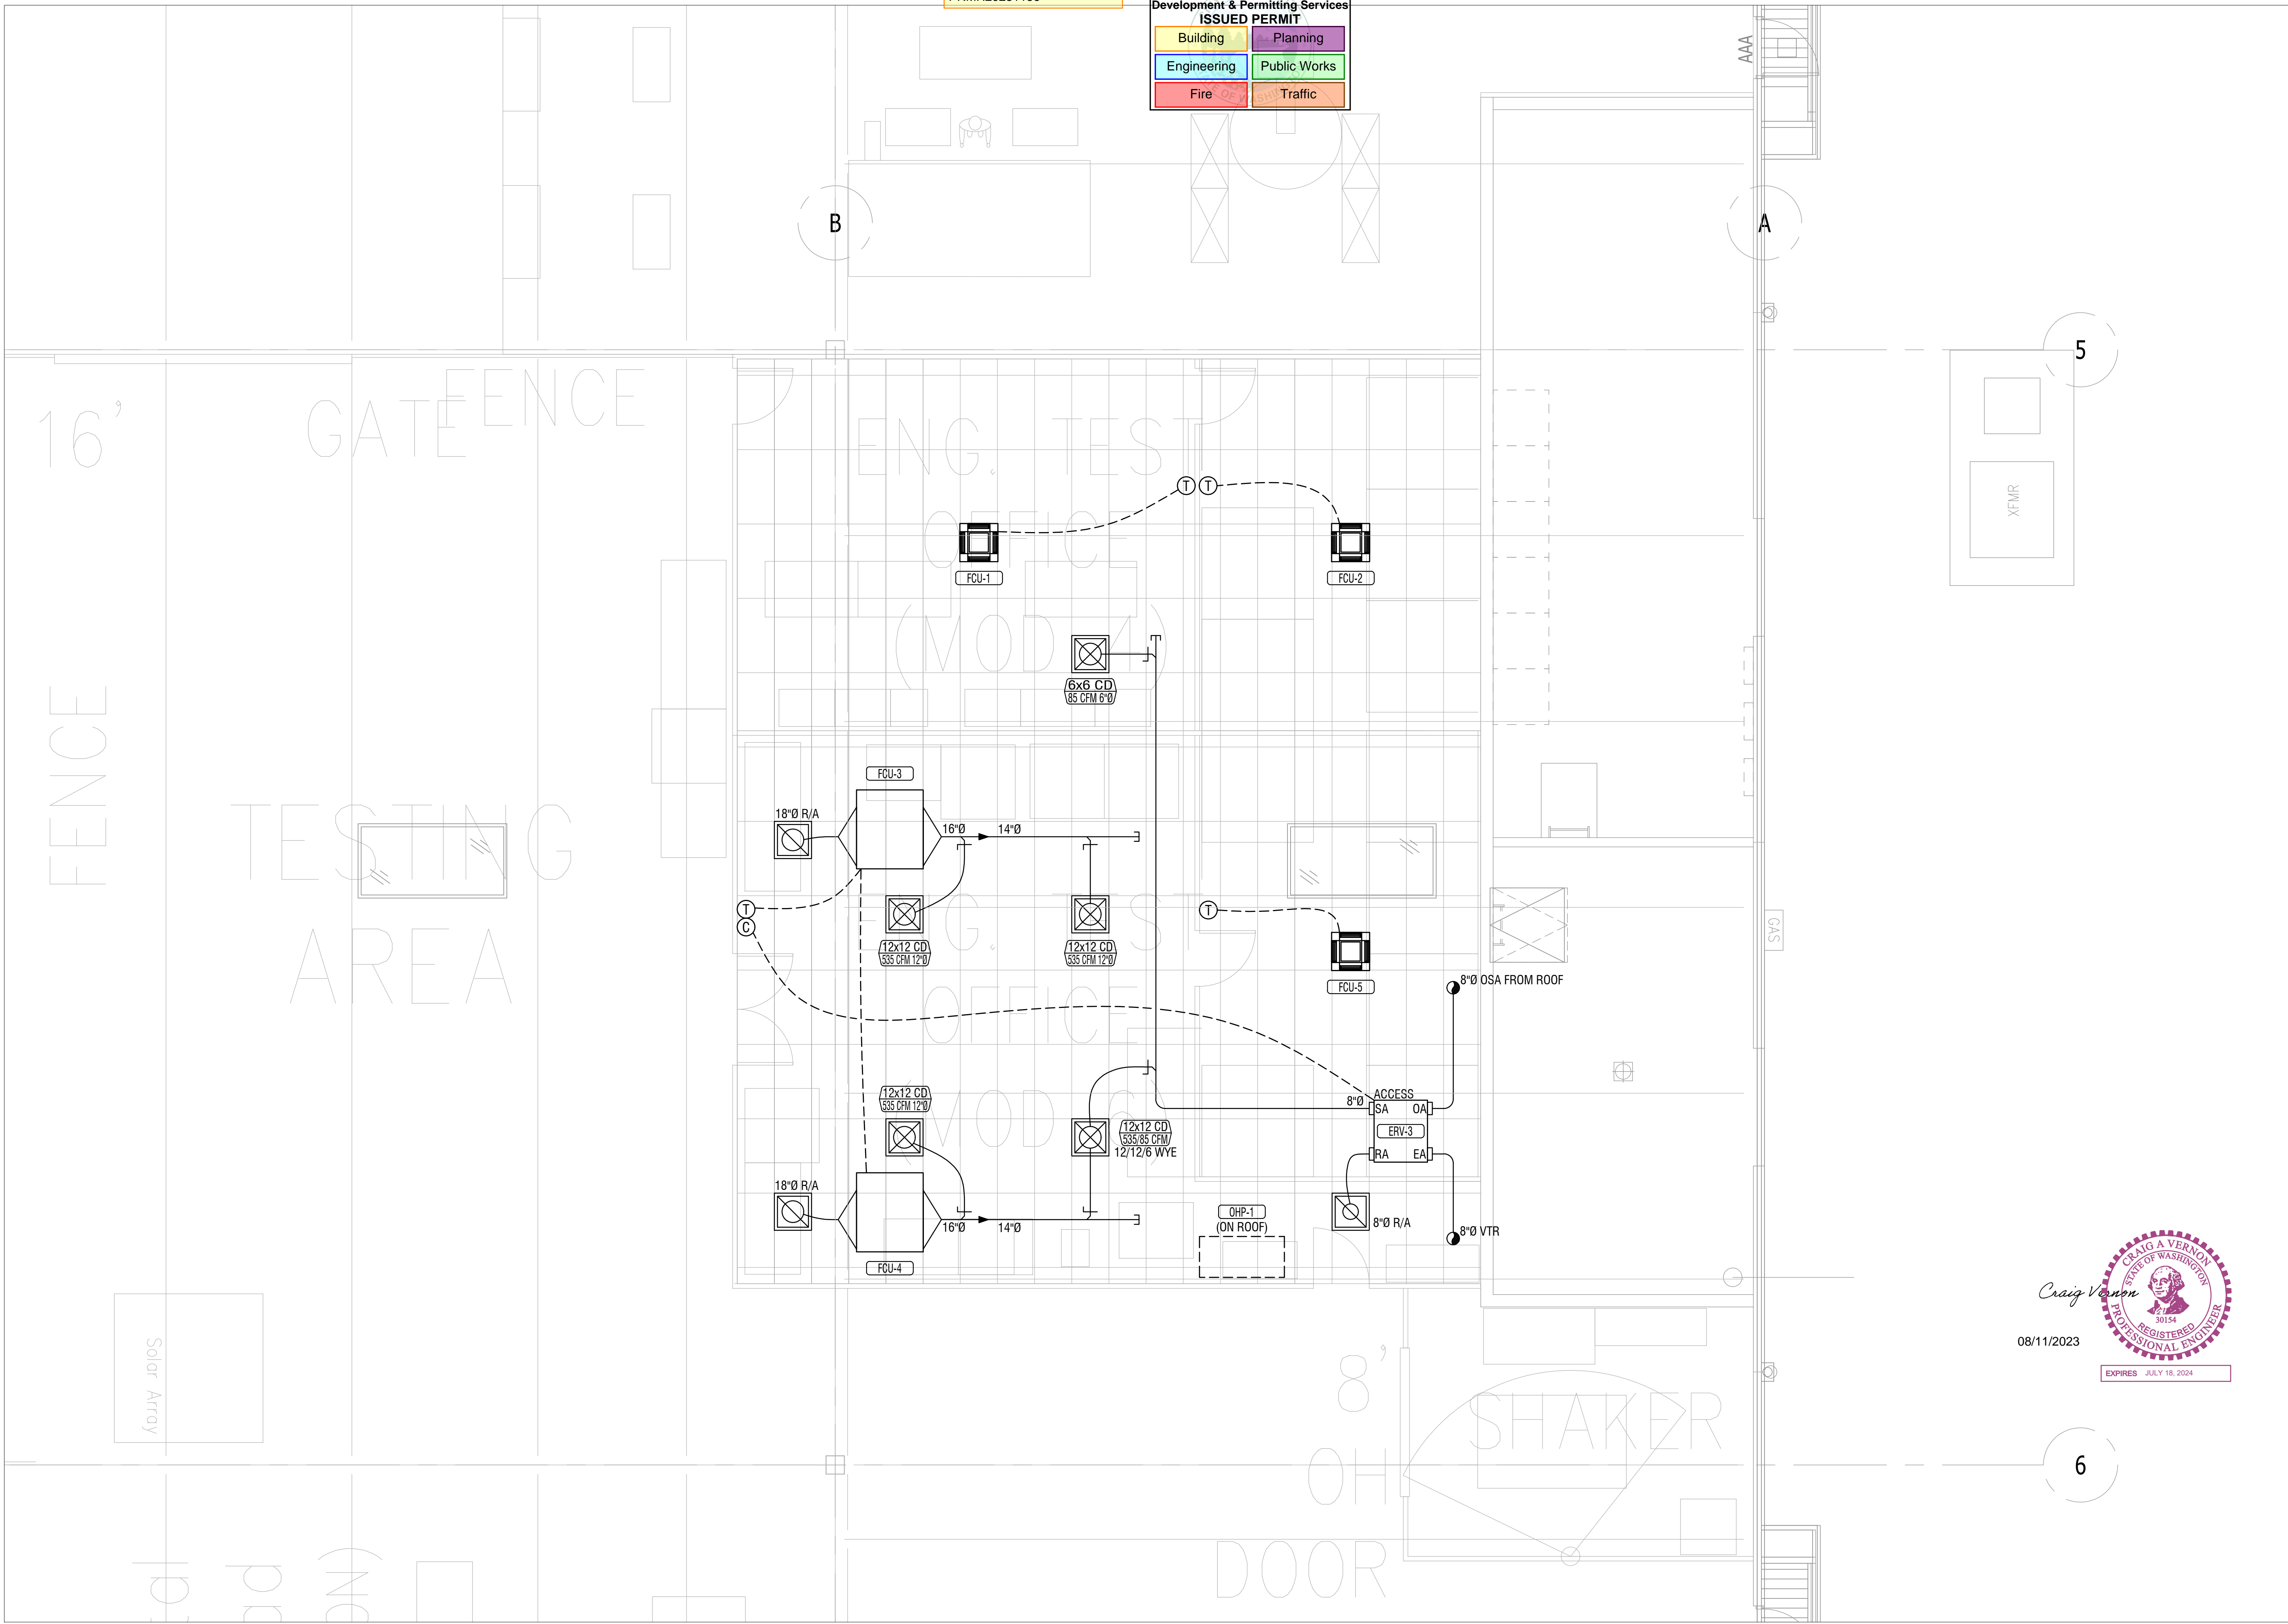 Development & Permitting Services
ISSUED PERMIT
Building
Planning
Engineering
Public Works
Fire
Traffic
AAA
B
A
5
16'
GATE
FENCE
ENG. TEST
OFFICE
(MOD M)
T
T
FCU-1
FCU-2
XFMR
6x6 CD
85 CFM 6"Ø
FENCE
TESTING
AREA
FCU-3
18"Ø R/A
16"Ø
14"Ø
T
C
12x12 CD
535 CFM 12"Ø
12x12 CD
535 CFM 12"Ø
T
FCU-5
GAS
8"Ø OSA FROM ROOF
OFFICE
12x12 CD
535 CFM 12"Ø
12x12 CD
535/85 CFM
12/12/6 WYE
8"Ø
ACCESS
SA
OA
ERV-3
RA
EA
18"Ø R/A
16"Ø
14"Ø
FCU-4
OHP-1
(ON ROOF)
8"Ø R/A
8"Ø VTR
Craig Vernon
08/11/2023
CRAIG A VERNON
STATE OF WASHINGTON
30154
REGISTERED
PROFESSIONAL ENGINEER
EXPIRES JULY 18, 2024
Solar Array
8'
OH
DOOR
SHAKER
6